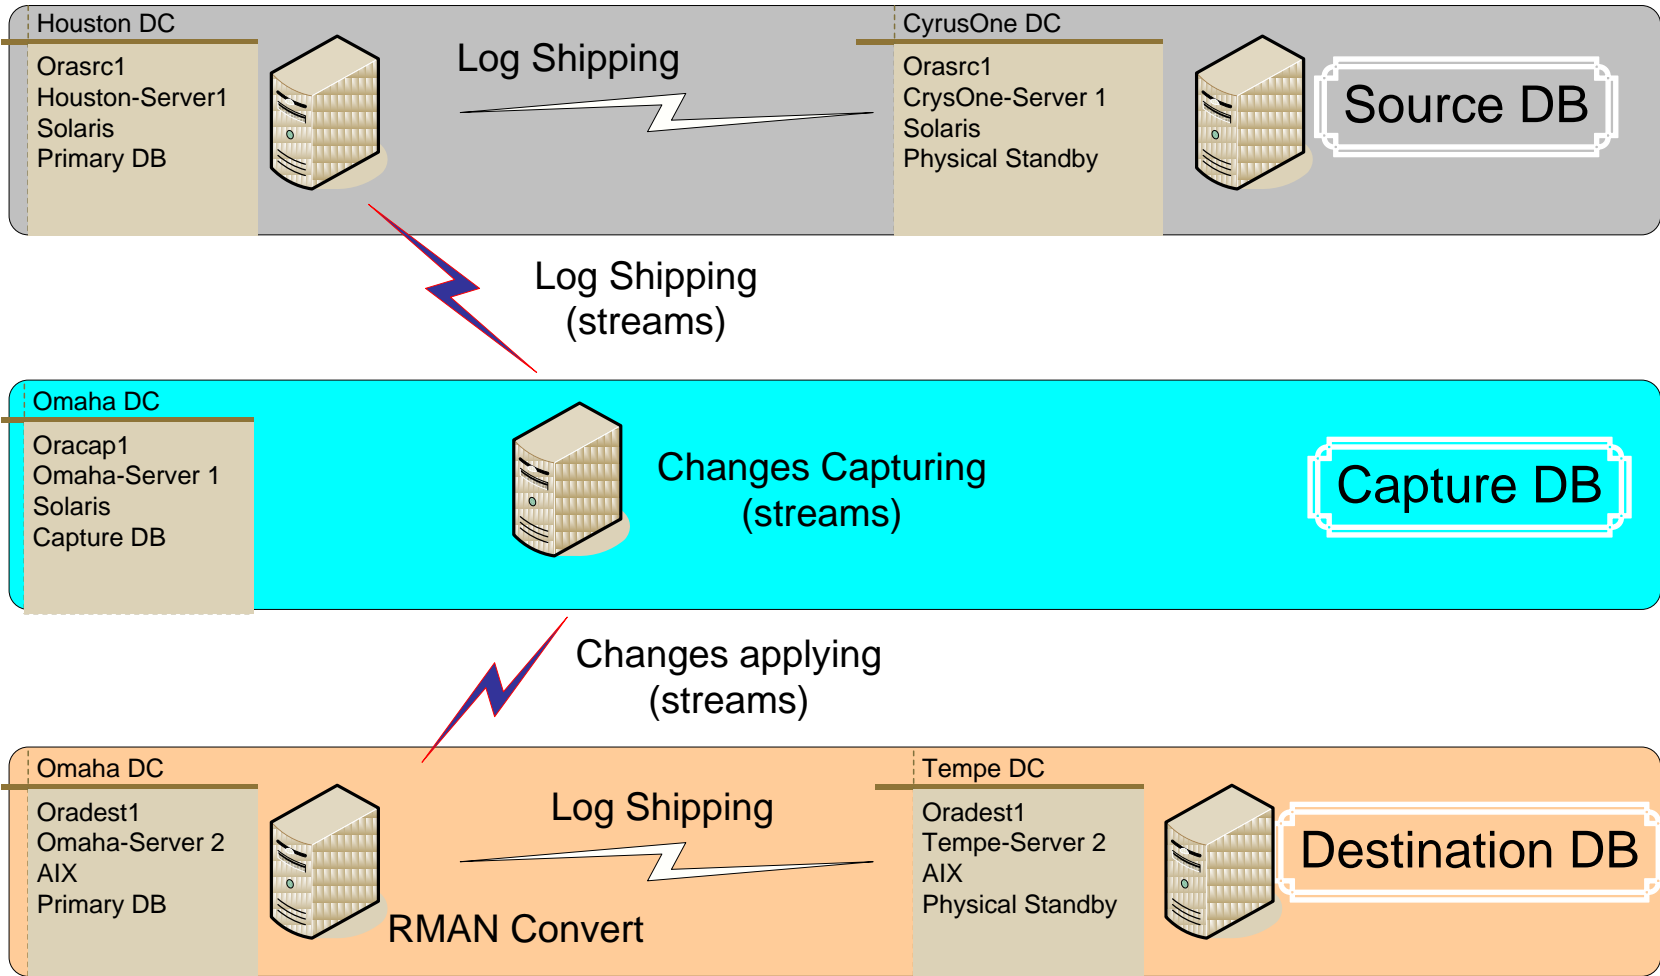 Houston DC
Orasrc1
Houston-Server1
Solaris
Primary DB
Log Shipping
CyrusOne DC
Orasrc1
CrysOne-Server 1
Solaris
Physical Standby
Source DB
Log Shipping
(streams)
Omaha DC
Oracap1
Omaha-Server 1
Solaris
Capture DB
Changes Capturing
(streams)
Capture DB
Changes applying
(streams)
Omaha DC
Oradest1
Omaha-Server 2
AIX
Primary DB
RMAN Convert
Log Shipping
Tempe DC
Oradest1
Tempe-Server 2
AIX
Physical Standby
Destination DB